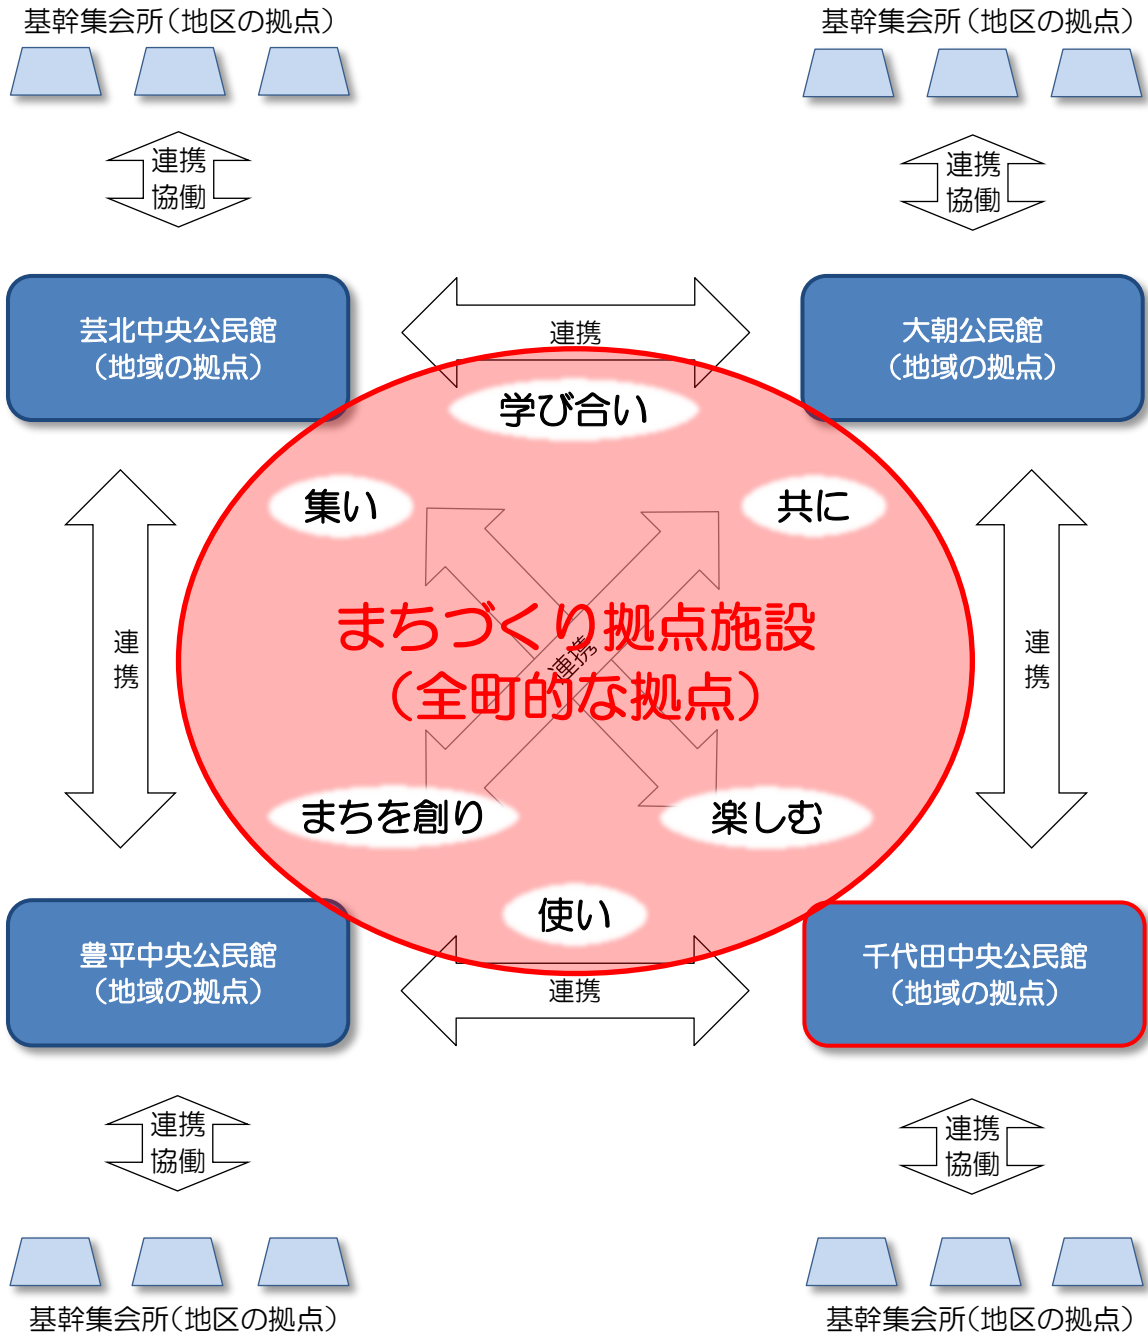 基幹集会所（地区の拠点）
基幹集会所（地区の拠点）
連携
協働
連携
協働
芸北中央公民館
（地域の拠点）
連携
大朝公民館
（地域の拠点）
学び合い
集い
共に
連携
まちづくり拠点施設
連携
（全町的な拠点）
連携
まちを創り
楽しむ
使い
豊平中央公民館
（地域の拠点）
連携
千代田中央公民館
（地域の拠点）
連携
協働
連携
協働
基幹集会所（地区の拠点）
基幹集会所（地区の拠点）